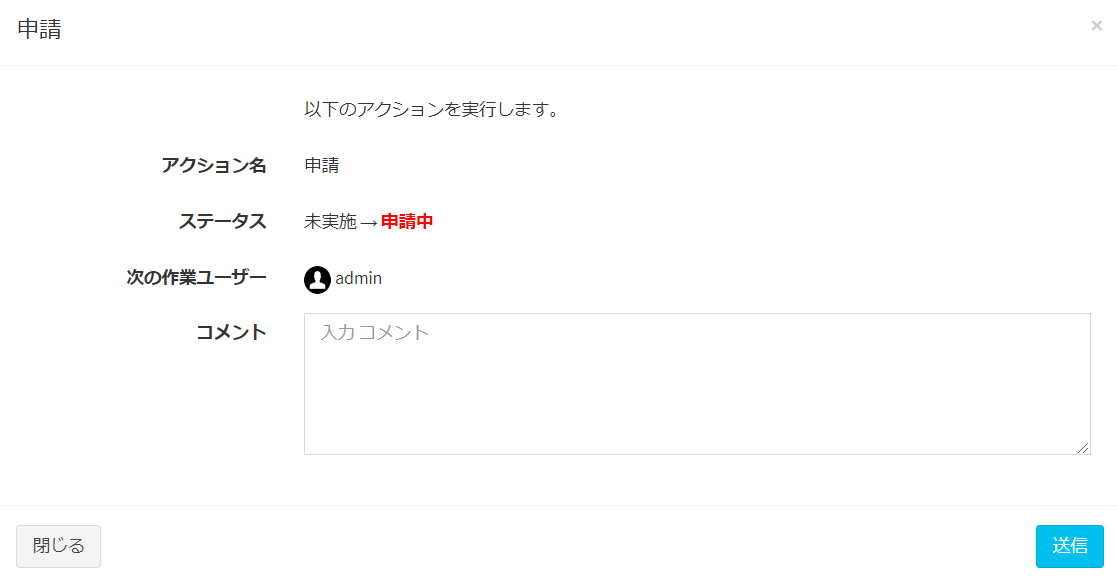 申請
×
以下のアクションを実行します。
アクション名 申請
ステータス 未実施→申請中
次の作業ユーザー admin
コメント 入力 コメント
閉じる 送信